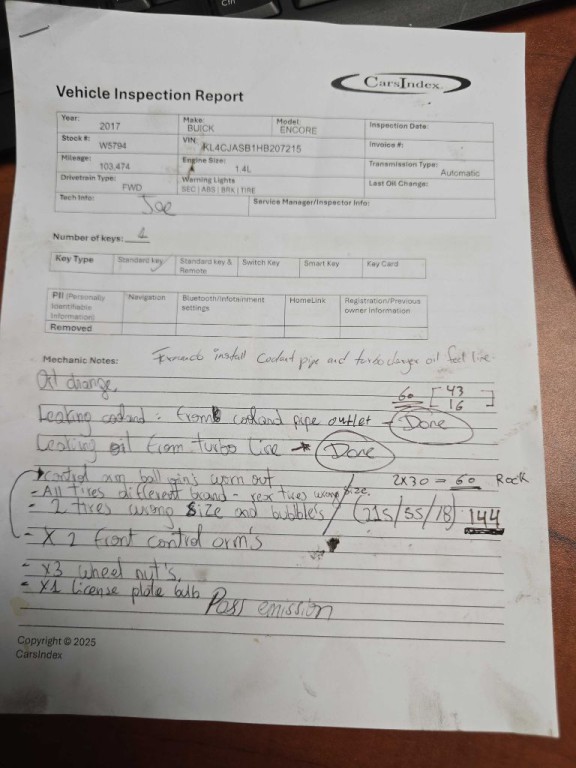 Ctrl
CarsIndex
Vehicle Inspection Report
Year: 2017 Make: BUICK Model: ENCORE Inspection Date:
Stock #: W5794 VIN: KL4CJASB1HB207215 Invoice #:
Mileage: 103,474 Engine Size: 1.4L Transmission Type: Automatic
Drivetrain Type: FWD Warning Lights SEC | ABS | BRK | TIRE Last Oil Change:
Tech Info: Joe Service Manager/Inspector Info:
Number of keys: 1
Key Type Standard key Standard key & Remote Switch Key Smart Key Key Card
PII (Personally Identifiable Information) Navigation Bluetooth/Infotainment settings HomeLink Registration/Previous owner Information
Removed
Mechanic Notes: install Coolant pipe and turbo charger oil feet line
Oil change
60 [ 43 16 ]
Leaking cooland : from cooland pipe outlet - Done
Leaking oil from turbo line → Done
control arm ball worn out 2x30 = 60 Rock
- All tires different brand - rear tires wrong size.
- 2 tires wrong size and bubble's (215/55/18) 144
- x 2 front control arm's
- x3 wheel nut's,
- x1 License plate bulb Pass emission
Copyright © 2025
CarsIndex